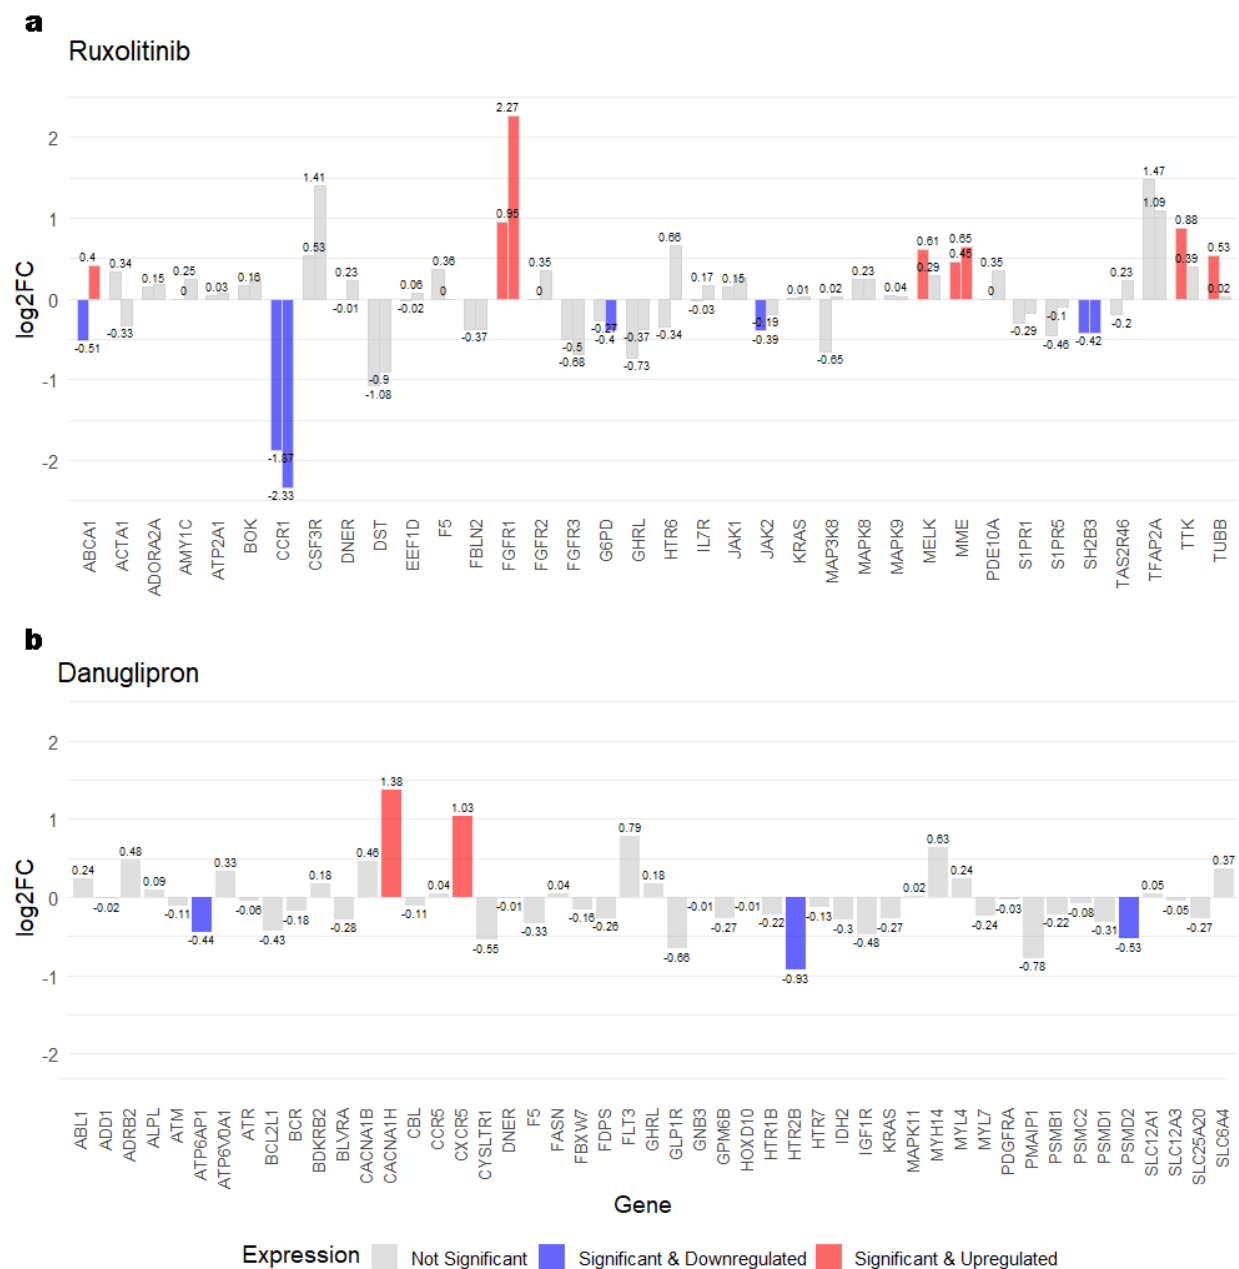 a
Ruxolitinib
log2FC
2
1
0
-1
-2
-0.51
0.4
0.34
-0.33
0.15
0
0.25
0.03
0.16
-1.87
-2.33
0.53
1.41
-0.01
0.23
-1.08
-0.9
-0.02
0.06
0.36
0
-0.37
0.95
2.27
0
0.35
-0.5
-0.68
-0.27
-0.4
-0.73
-0.37
-0.34
0.66
-0.03
0.17
0.15
-0.39
-0.19
0.01
-0.65
0.02
0.23
0.04
0.61
0.29
0.45
0.65
0
0.35
-0.29
-0.46
-0.1
-0.42
-0.2
0.23
1.47
1.09
0.88
0.39
0.53
0.02
ABCA1
ACTA1
ADORA2A
AMY1C
ATP2A1
BOK
CCR1
CSF3R
DNER
DST
EEF1D
F5
FBLN2
FGFR1
FGFR2
FGFR3
G6PD
GHRL
HTR6
IL7R
JAK1
JAK2
KRAS
MAP3K8
MAPK8
MAPK9
MELK
MME
PDE10A
S1PR1
S1PR5
SH2B3
TAS2R46
TFAP2A
TTK
TUBB
b
Danuglipron
log2FC
2
1
0
-1
-2
0.24
-0.02
0.48
0.09
-0.11
-0.44
0.33
-0.06
-0.43
-0.18
0.18
-0.28
0.46
1.38
-0.11
0.04
1.03
-0.55
-0.01
-0.33
0.04
-0.16
-0.26
0.79
0.18
-0.66
-0.01
-0.27
-0.01
-0.22
-0.93
-0.13
-0.3
-0.48
-0.27
0.02
0.63
0.24
-0.24
-0.03
-0.78
-0.22
-0.08
-0.31
-0.53
0.05
-0.05
-0.27
0.37
ABL1
ADD1
ADRB2
ALPL
ATM
ATP6AP1
ATP6V0A1
ATR
BCL2L1
BCR
BDKRB2
BLVRA
CACNA1B
CACNA1H
CBL
CCR5
CXCR5
CYSLTR1
DNER
F5
FASN
FBXW7
FDPS
FLT3
GHRL
GLP1R
GNB3
GPM6B
HOXD10
HTR1B
HTR2B
HTR7
IDH2
IGF1R
KRAS
MAPK11
MYH14
MYL4
MYL7
PDGFRA
PMAIP1
PSMB1
PSMC2
PSMD1
PSMD2
SLC12A1
SLC12A3
SLC25A20
SLC6A4
Gene
Expression Not Significant Significant & Downregulated Significant & Upregulated